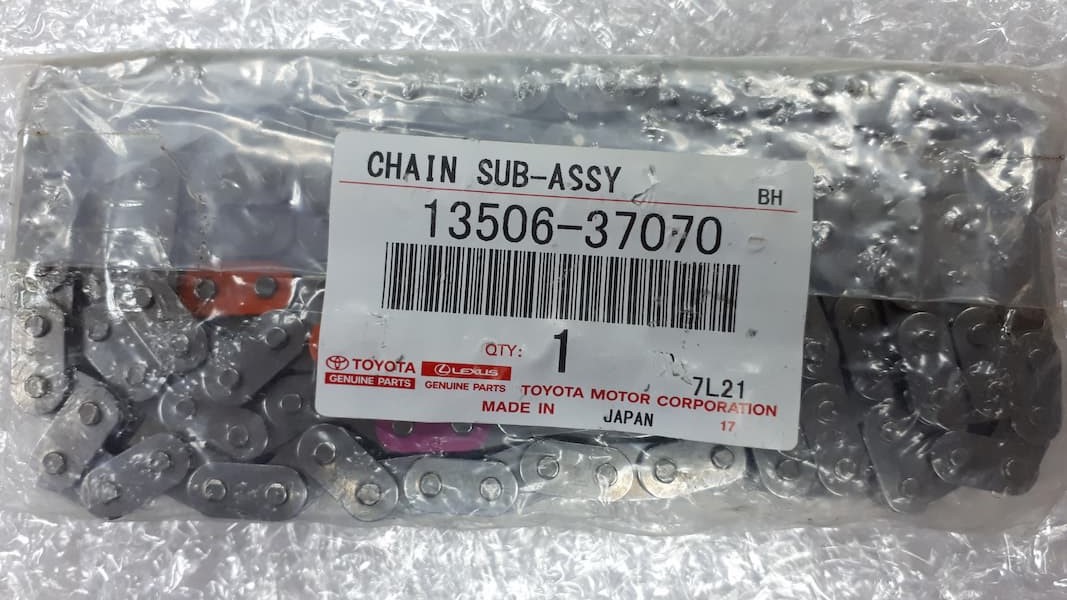 CHAIN SUB-ASSY
BH
13506-37070
QTY: 1
TOYOTA
GENUINE PARTS
LEXUS
GENUINE PARTS
7L21
TOYOTA MOTOR CORPORATION
MADE IN JAPAN
17